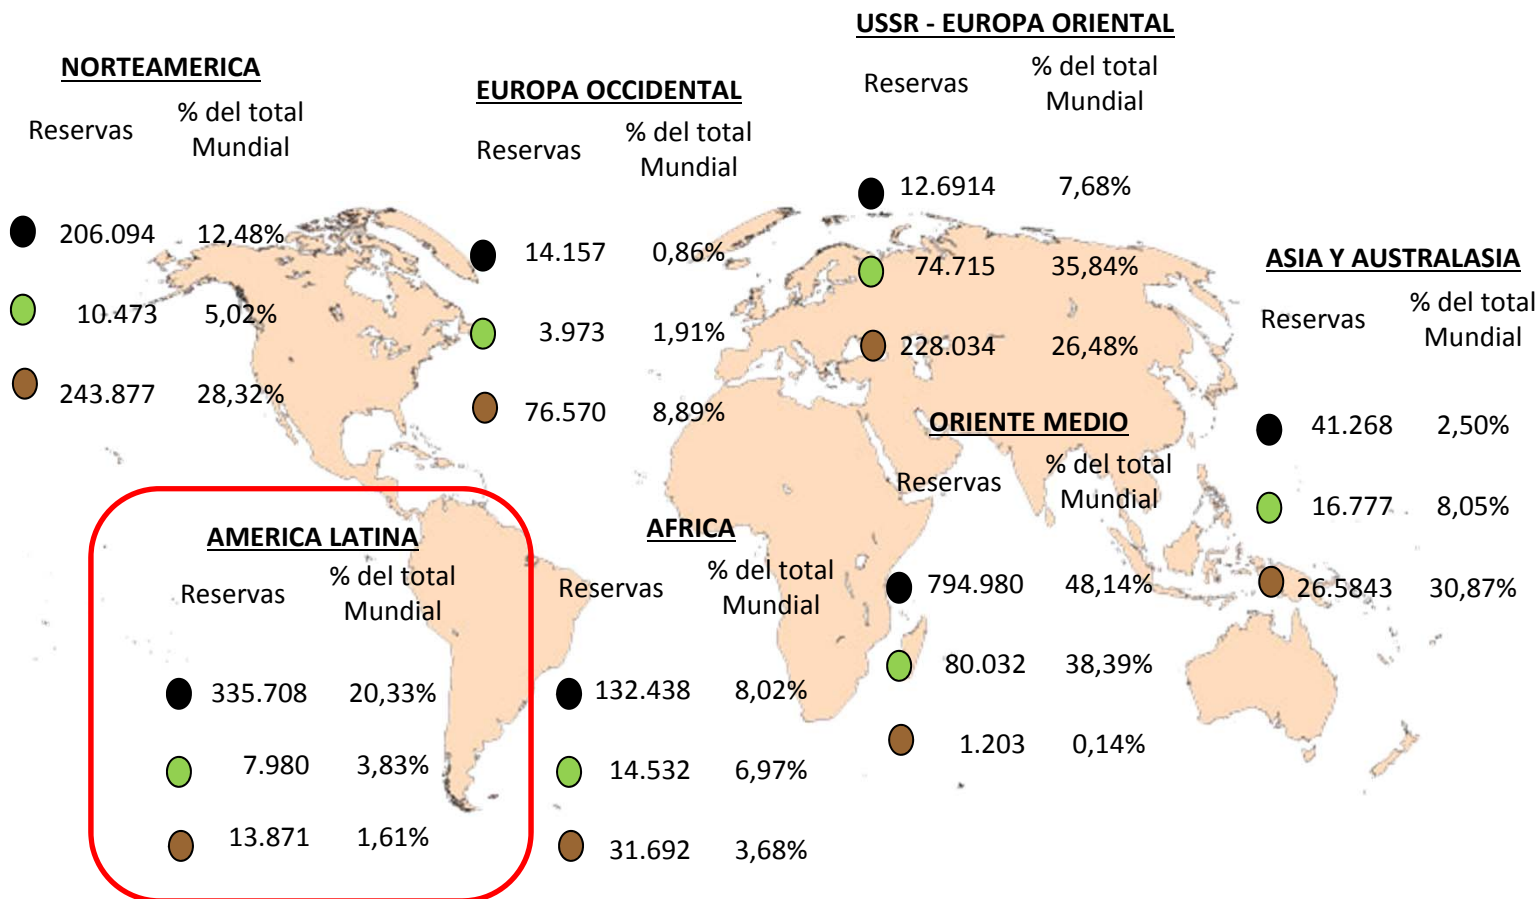 USSR - EUROPA ORIENTAL
Reservas % del total Mundial
12.6914 7,68%
74.715 35,84%
228.034 26,48%
NORTEAMERICA
Reservas % del total Mundial
206.094 12,48%
10.473 5,02%
243.877 28,32%
EUROPA OCCIDENTAL
Reservas % del total Mundial
14.157 0,86%
3.973 1,91%
76.570 8,89%
ASIA Y AUSTRALASIA
Reservas % del total Mundial
41.268 2,50%
16.777 8,05%
26.5843 30,87%
ORIENTE MEDIO
Reservas % del total Mundial
794.980 48,14%
80.032 38,39%
1.203 0,14%
AMERICA LATINA
Reservas % del total Mundial
335.708 20,33%
7.980 3,83%
13.871 1,61%
AFRICA
Reservas % del total Mundial
132.438 8,02%
14.532 6,97%
31.692 3,68%